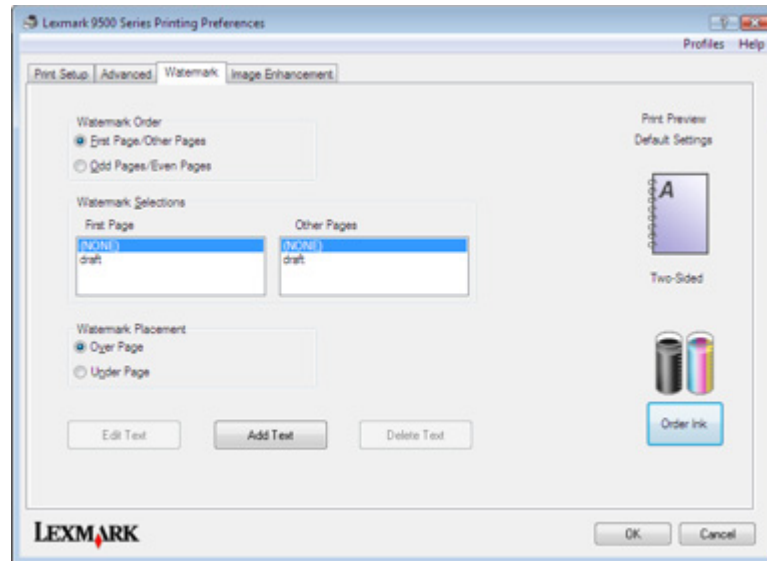 Lexmark 9500 Series Printing Preferences
Profiles Help
Print Setup Advanced Watermark Image Enhancement
Watermark Order
First Page/Other Pages
Odd Pages/Even Pages
Watermark Selections
First Page Other Pages
(NONE) (NONE)
draft draft
Watermark Placement
Over Page
Under Page
Edit Text Add Text Delete Text
Print Preview
Default Settings
A
Two-Sided
Order Ink
LEXMARK
OK Cancel